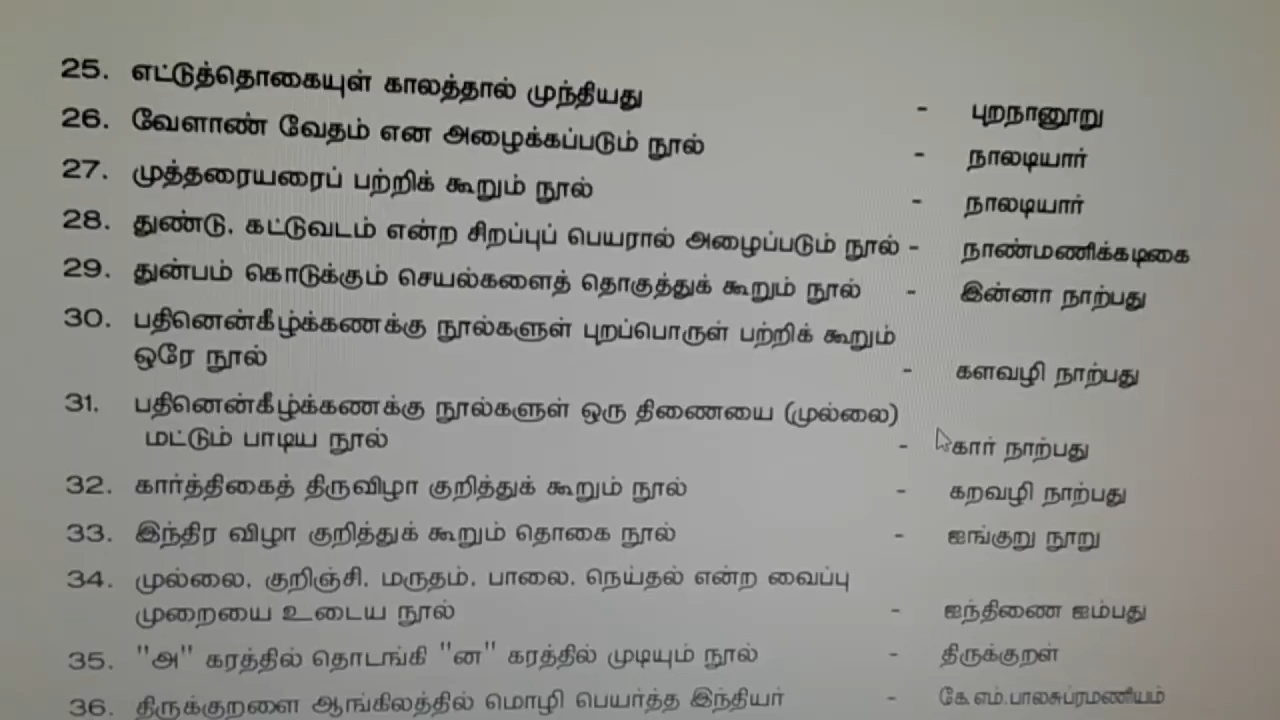 25. எட்டுத்தொகையுள் காலத்தால் முந்தியது - புறநானூறு
26. வேளாண் வேதம் என அழைக்கப்படும் நூல் - நாலடியார்
27. முத்தரையரைப் பற்றிக் கூறும் நூல் - நாலடியார்
28. துண்டு, கட்டுவடம் என்ற சிறப்புப் பெயரால் அழைப்படும் நூல் - நாண்மணிக்கடிகை
29. துன்பம் கொடுக்கும் செயல்களைத் தொகுத்துக் கூறும் நூல் - இன்னா நாற்பது
30. பதினென்கீழ்க்கணக்கு நூல்களுள் புறப்பொருள் பற்றிக் கூறும்
ஒரே நூல் - களவழி நாற்பது
31. பதினென்கீழ்க்கணக்கு நூல்களுள் ஒரு திணையை (முல்லை)
மட்டும் பாடிய நூல் - கார் நாற்பது
32. கார்த்திகைத் திருவிழா குறித்துக் கூறும் நூல் - கறவழி நாற்பது
33. இந்திர விழா குறித்துக் கூறும் தொகை நூல் - ஐங்குறு நூறு
34. முல்லை, குறிஞ்சி, மருதம், பாலை, நெய்தல் என்ற வைப்பு
முறையை உடைய நூல் - ஐந்திணை ஐம்பது
35. "அ" கரத்தில் தொடங்கி "ன" கரத்தில் முடியும் நூல் - திருக்குறள்
36. திருக்குறளை ஆங்கிலத்தில் மொழி பெயர்த்த இந்தியர் - கே.எம்.பாலசுப்ரமணியம்